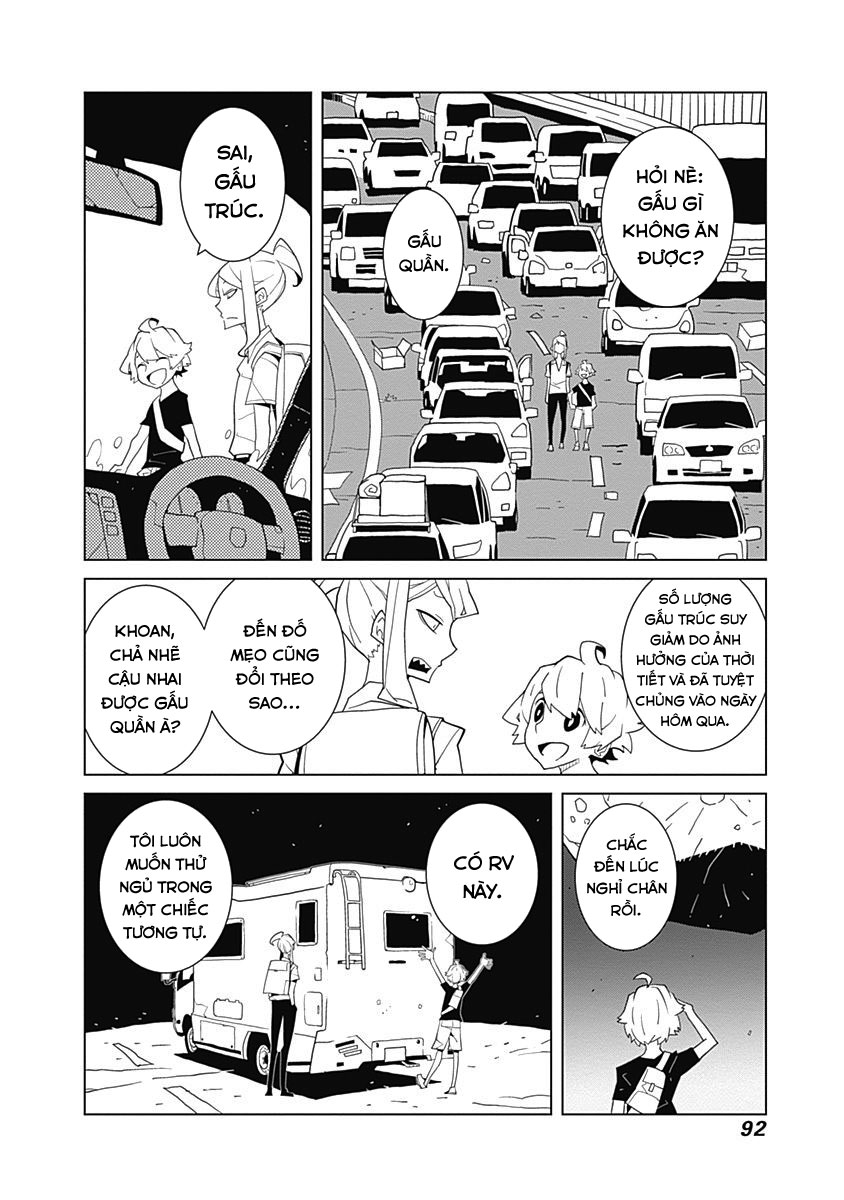 HỎI NÈ:
GẤU GÌ
KHÔNG ĂN
ĐƯỢC?
GẤU
QUẦN.
SAI,
GẤU
TRÚC.
SỐ LƯỢNG
GẤU TRÚC SUY
GIẢM DO ẢNH
HƯỞNG CỦA THỜI
TIẾT VÀ ĐÃ TUYỆT
CHỦNG VÀO NGÀY
HÔM QUA.
ĐẾN ĐỐ
MẸO CŨNG
ĐỔI THEO
SAO...
KHOAN,
CHẢ NHẼ
CẬU NHAI
ĐƯỢC GẤU
QUẦN À?
CHẮC
ĐẾN LÚC
NGHỈ CHÂN
RỒI.
CÓ RV
NÀY.
TÔI LUÔN
MUỐN THỬ
NGỦ TRONG
MỘT CHIẾC
TƯƠNG TỰ.
92